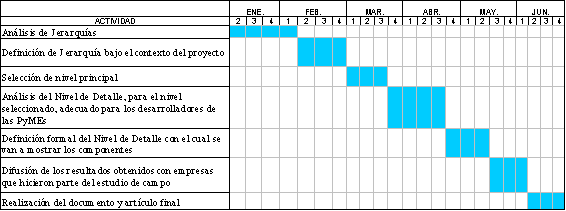 ENE. FEB. MAR. ABR. MAY. JUN.
ACTIVIDAD 2 3 4 1 2 3 4 1 2 3 4 1 2 3 4 1 2 3 4 1 2 3 4
Análisis de Jerarquías
Definición de Jerarquía bajo el contexto del proyecto
Selección de nivel principal
Análisis del Nivel de Detalle, para el nivel
seleccionado, adecuado para los desarrolladores de
las PyMEs
Definición formal del Nivel de Detalle con el cual se
van a mostrar los componentes
Difusión de los resultados obtenidos con empresas
que hicieron parte del estudio de campo
Realización del documento y artículo final